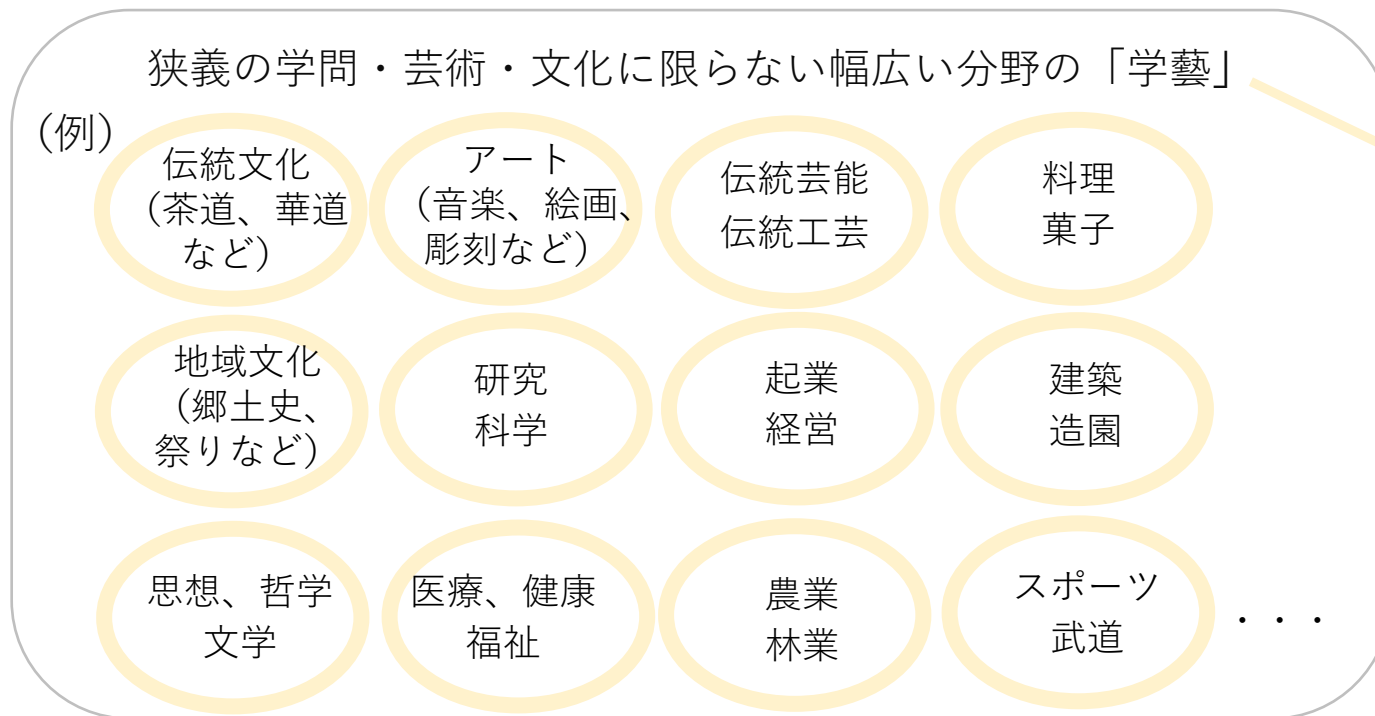 狭義の学問・芸術・文化に限らない幅広い分野の「学藝」
(例)
伝統文化
(茶道、華道
など)
アート
(音楽、絵画、
彫刻など)
伝統芸能
伝統工芸
料理
菓子
地域文化
(郷土史、
祭りなど)
研究
科学
起業
経営
建築
造園
思想、哲学
文学
医療、健康
福祉
農業
林業
スポーツ
武道
・・・